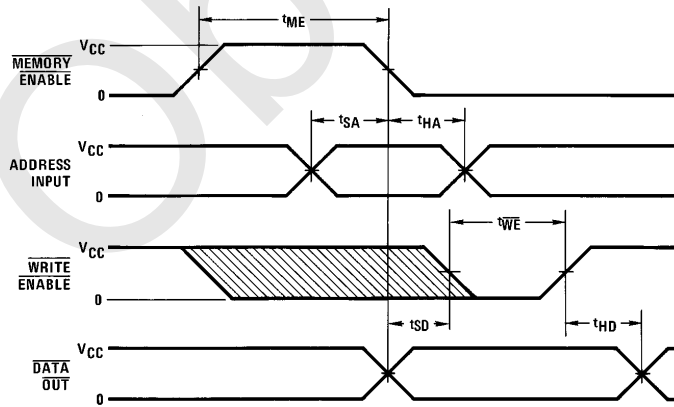 tME
VCC
MEMORY
ENABLE
0
tSA
tHA
VCC
ADDRESS
INPUT
0
tWE
VCC
WRITE
ENABLE
0
tSD
tHD
VCC
DATA
OUT
0